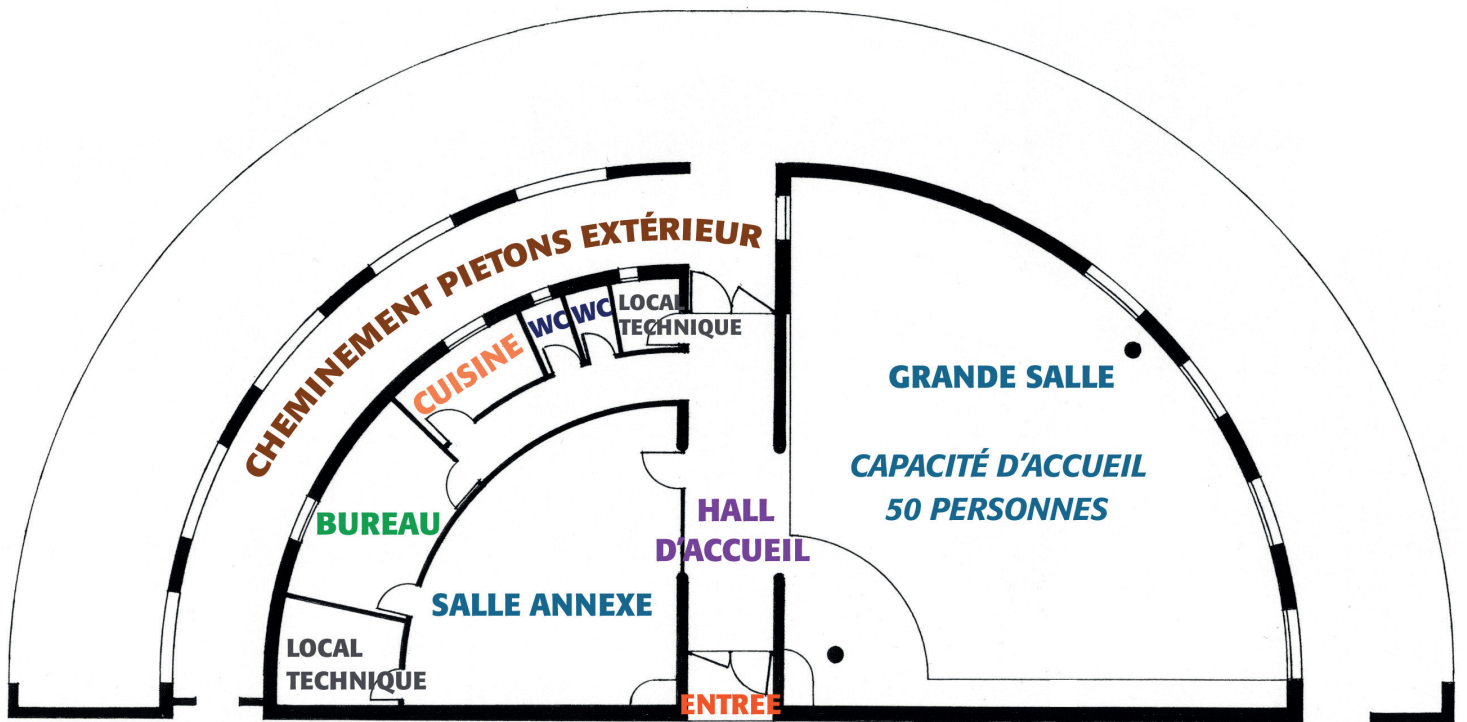 CHEMINEMENT PIETONS EXTÉRIEUR
WC
WC
LOCAL
TECHNIQUE
CUISINE
GRANDE SALLE
CAPACITÉ D'ACCUEIL
50 PERSONNES
BUREAU
HALL
D'ACCUEIL
SALLE ANNEXE
LOCAL
TECHNIQUE
ENTREE